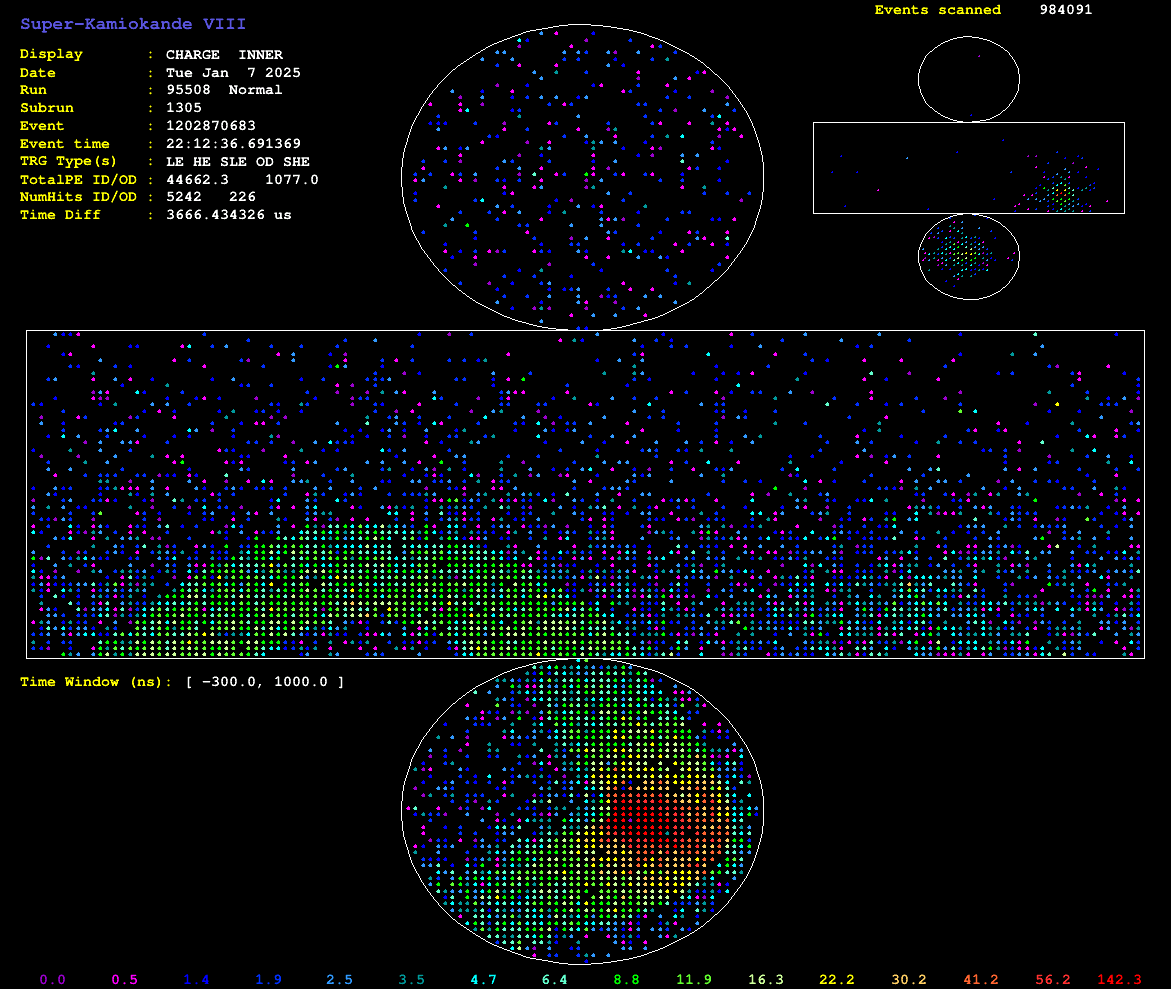 Super-Kamiokande VIII
Events scanned 984091
Display : CHARGE INNER
Date : Tue Jan 7 2025
Run : 95508 Normal
Subrun : 1305
Event : 1202870683
Event time : 22:12:36.691369
TRG Type(s) : LE HE SLE OD SHE
TotalPE ID/OD : 44662.3 1077.0
NumHits ID/OD : 5242 226
Time Diff : 3666.434326 us
Time Window (ns): [ -300.0, 1000.0 ]
0.0 0.5 1.4 1.9 2.5 3.5 4.7 6.4 8.8 11.9 16.3 22.2 30.2 41.2 56.2 142.3